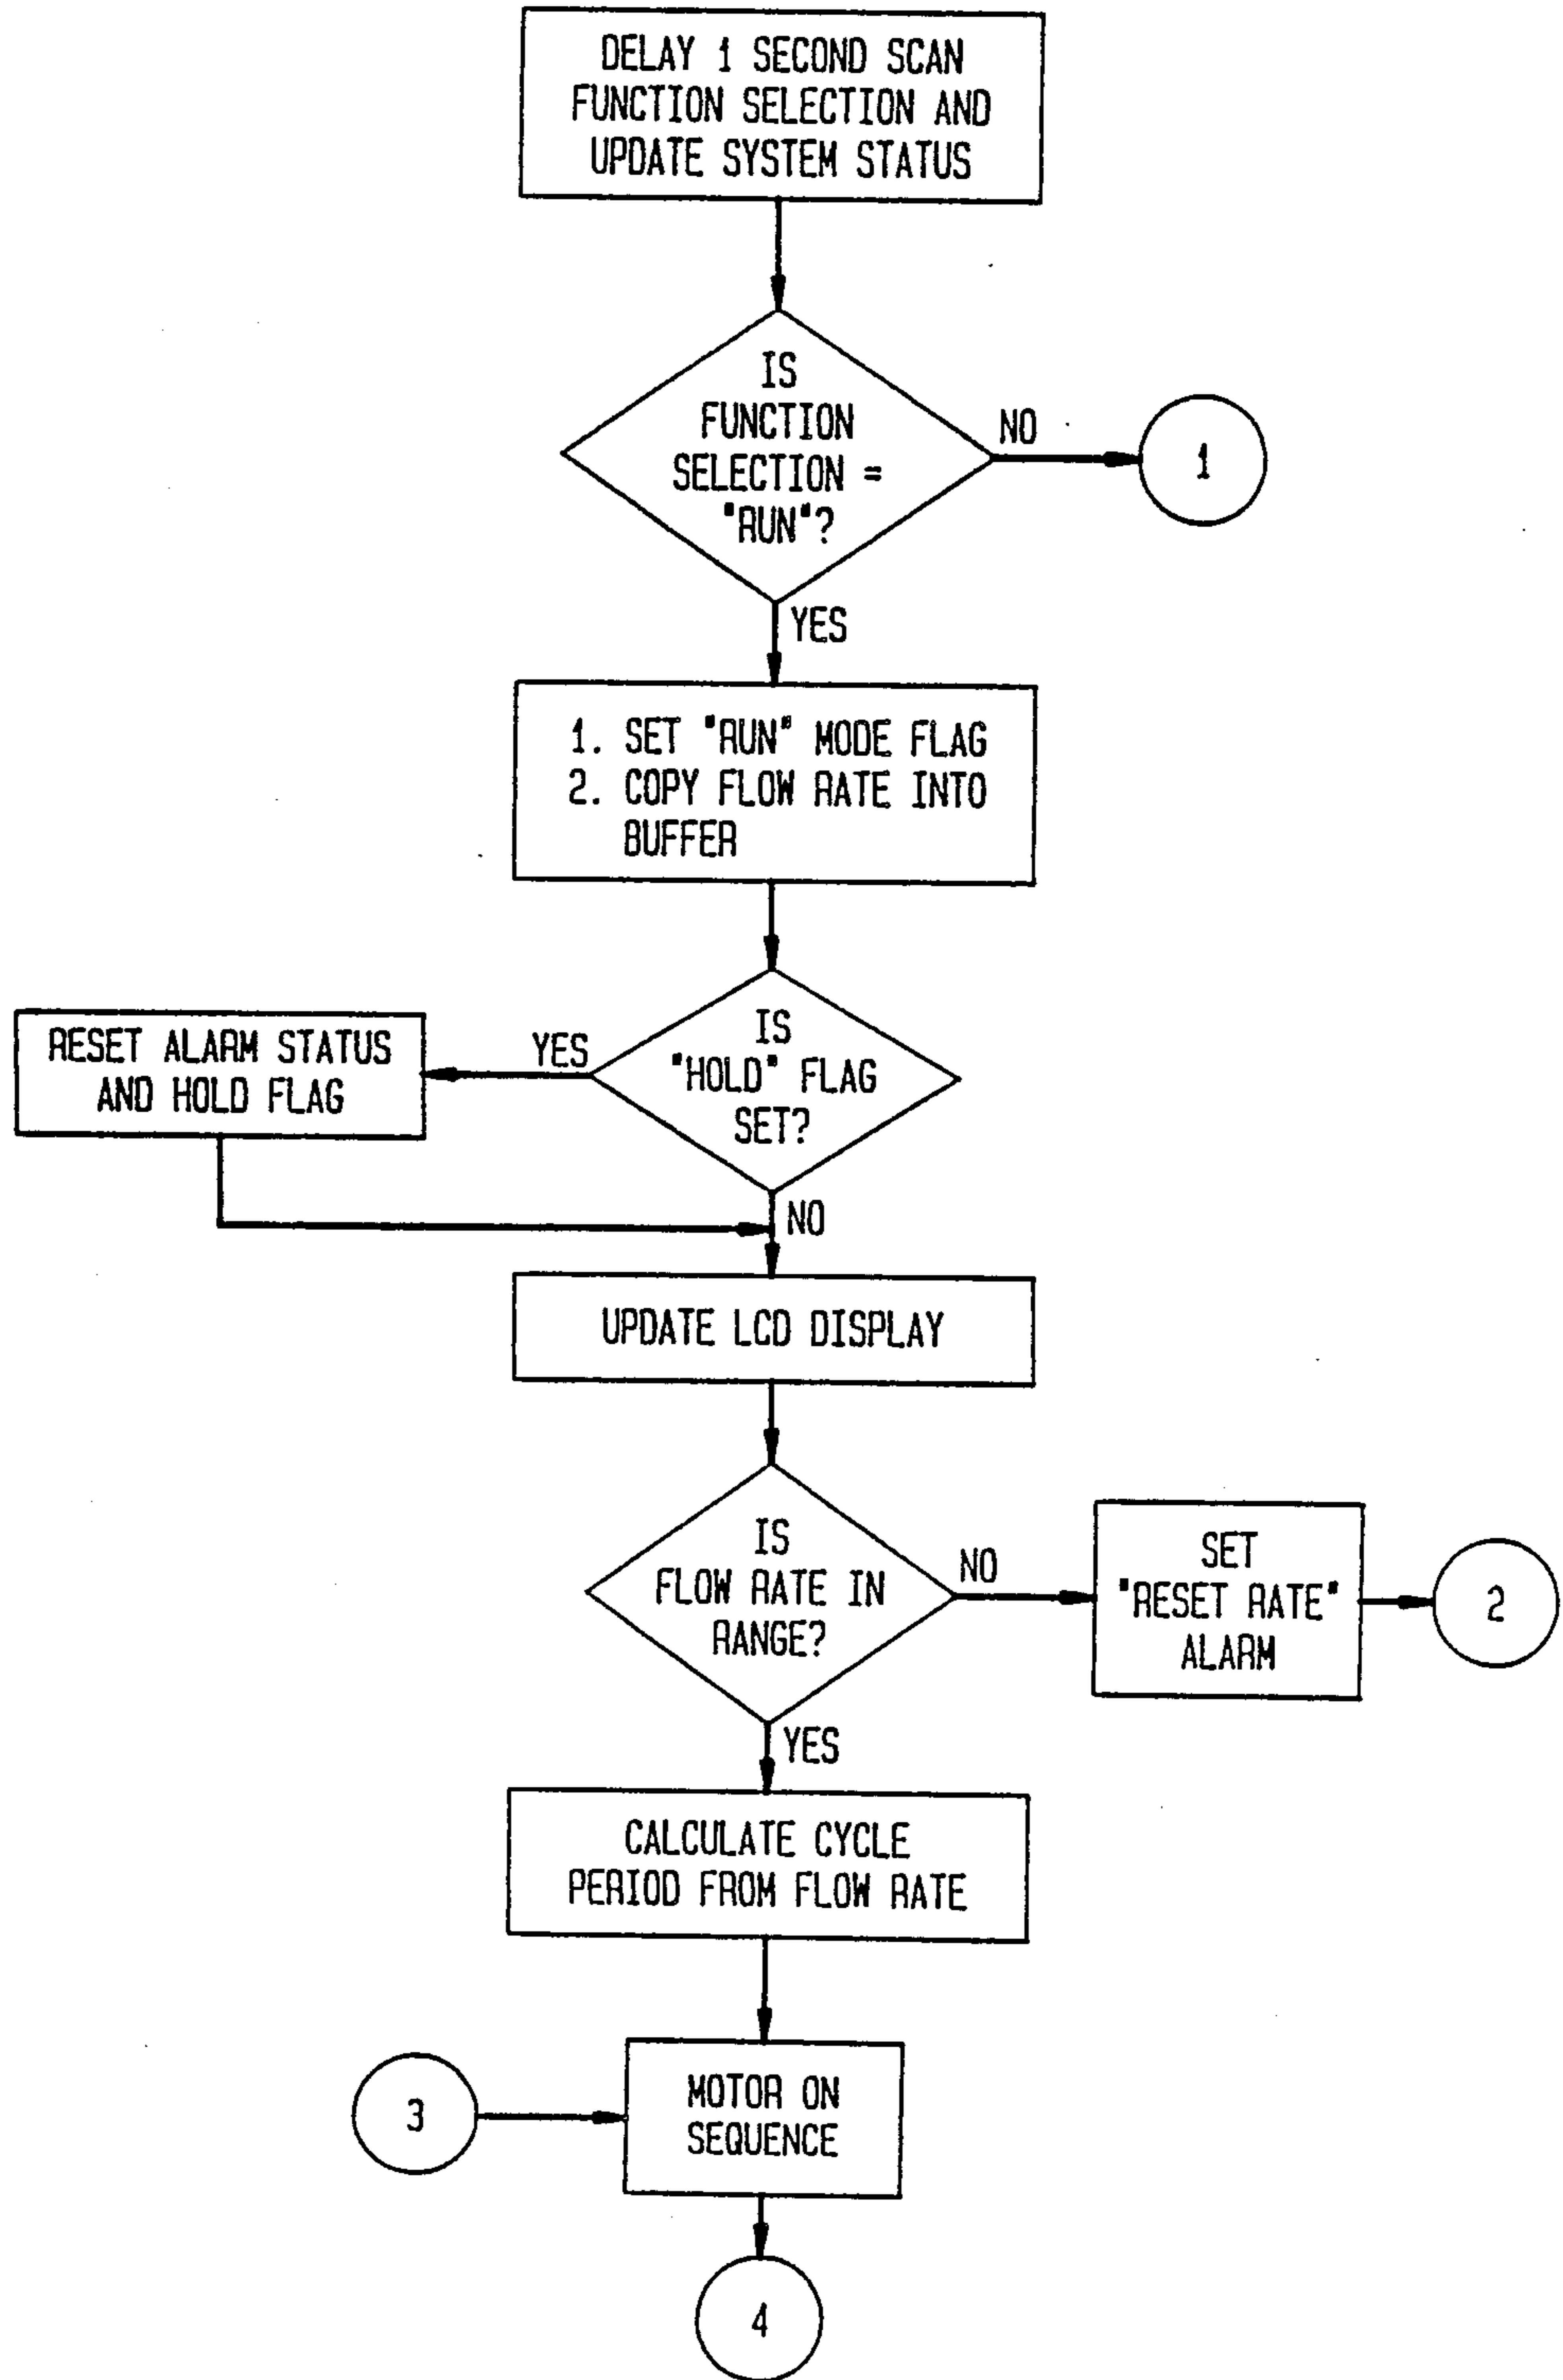 DELAY 1 SECOND SCAN
FUNCTION SELECTION AND
UPDATE SYSTEM STATUS
IS
FUNCTION
SELECTION =
"RUN"?
NO
1
YES
1. SET "RUN" MODE FLAG
2. COPY FLOW RATE INTO
BUFFER
IS
"HOLD" FLAG
SET?
YES
RESET ALARM STATUS
AND HOLD FLAG
NO
UPDATE LCD DISPLAY
IS
FLOW RATE IN
RANGE?
NO
SET
"RESET RATE"
ALARM
2
YES
CALCULATE CYCLE
PERIOD FROM FLOW RATE
3
MOTOR ON
SEQUENCE
4